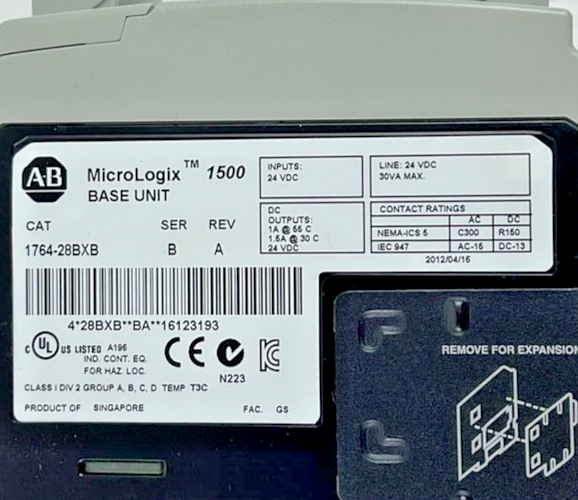 A·B
MicroLogix™ 1500
BASE UNIT
CAT SER REV
1764-28BXB B A
INPUTS:
24 VDC
LINE: 24 VDC
30VA MAX.
DC
OUTPUTS:
1A @ 55 C
1.5A @ 30 C
24 VDC
CONTACT RATINGS
AC DC
NEMA-ICS 5 C300 R150
IEC 947 AC-15 DC-13
2012/04/16
4*28BXB**BA**16123193
C UL US LISTED A196
IND. CONT. EQ.
FOR HAZ. LOC.
CE
N223
CLASS I DIV 2 GROUP A, B, C, D TEMP T3C
PRODUCT OF SINGAPORE FAC. GS
REMOVE FOR EXPANSION